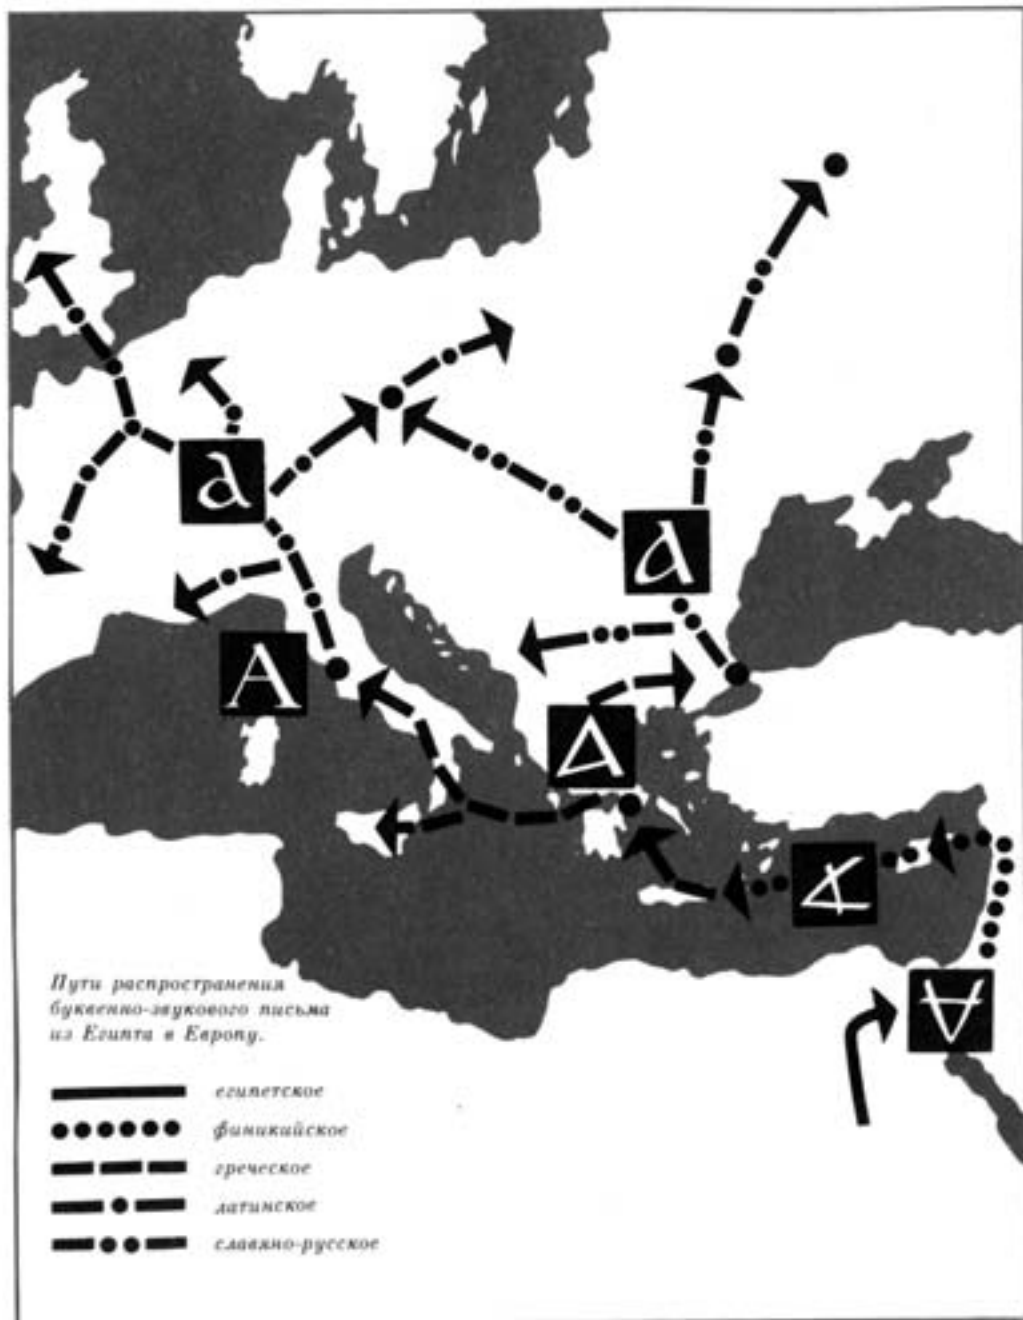 d
d
A
Δ
∡
∀
Пути распространения
буквенно-звукового письма
из Египта в Европу.
египетское
финикийское
греческое
латинское
славяно-русское